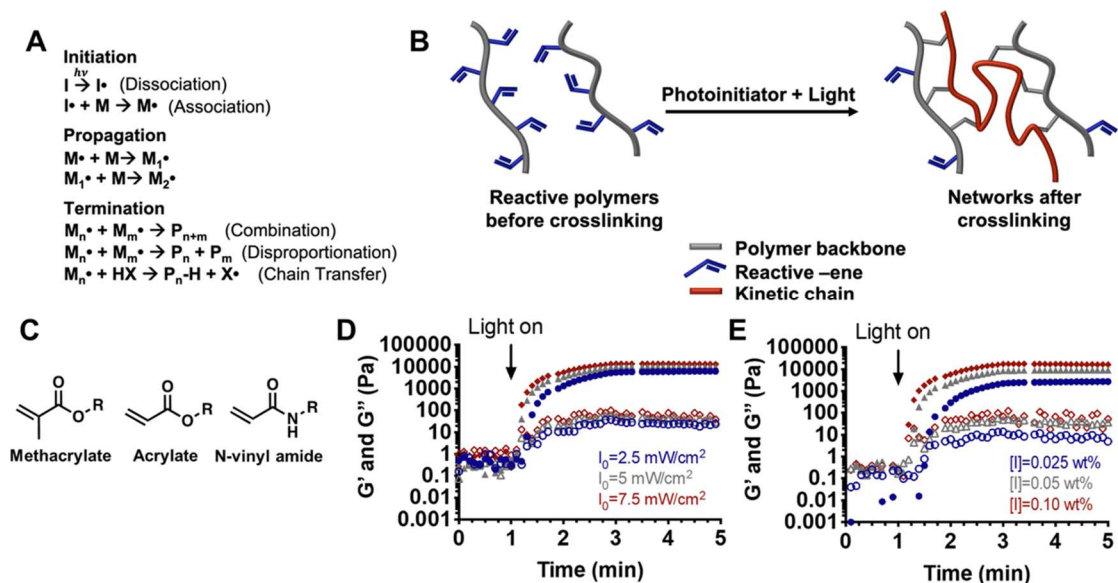 A
Initiation
hν
I → I• (Dissociation)
I• + M → M• (Association)
Propagation
M• + M→ M₁•
M₁• + M→ M₂•
Termination
Mₙ• + Mₘ• → Pₙ₊ₘ (Combination)
Mₙ• + Mₘ• → Pₙ + Pₘ (Disproportionation)
Mₙ• + HX → Pₙ-H + X• (Chain Transfer)
B
Photoinitiator + Light
Reactive polymers
before crosslinking
Networks after
crosslinking
Polymer backbone
Reactive –ene
Kinetic chain
C
O
O
R
Methacrylate
O
O
R
Acrylate
O
N
H
R
N-vinyl amide
D
Light on
G' and G'' (Pa)
100000
10000
1000
100
10
1
0.1
0.01
0.001
I₀=2.5 mW/cm²
I₀=5 mW/cm²
I₀=7.5 mW/cm²
0 1 2 3 4 5
Time (min)
E
Light on
G' and G'' (Pa)
100000
10000
1000
100
10
1
0.1
0.01
0.001
[I]=0.025 wt%
[I]=0.05 wt%
[I]=0.10 wt%
0 1 2 3 4 5
Time (min)